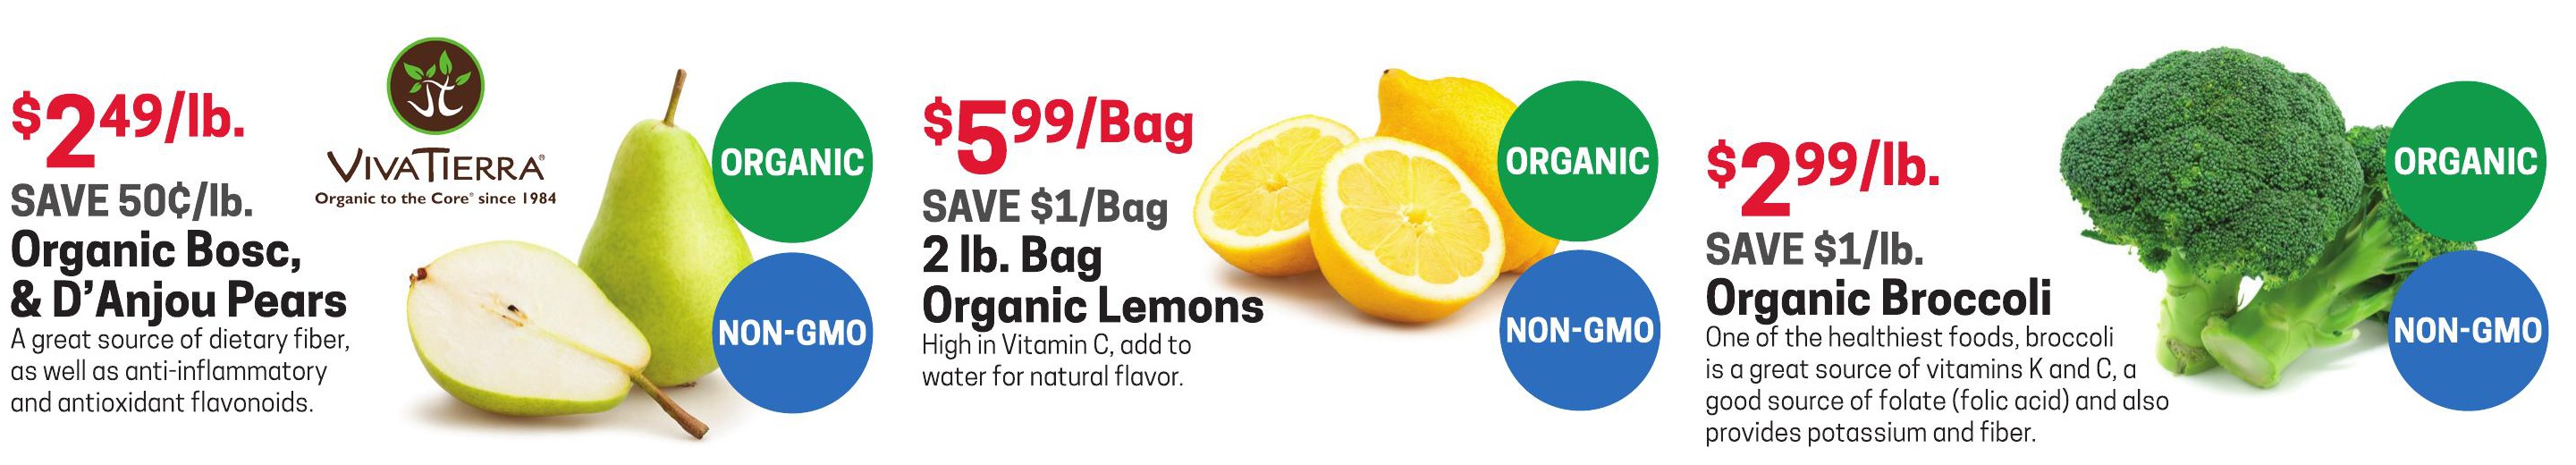 $2.49/lb.
SAVE 50¢/lb.
Organic Bosc,
& D'Anjou Pears
A great source of dietary fiber,
as well as anti-inflammatory
and antioxidant flavonoids.
VIVATIERRA®
Organic to the Core® since 1984
ORGANIC
NON-GMO
$5.99/Bag
SAVE $1/Bag
2 lb. Bag
Organic Lemons
High in Vitamin C, add to
water for natural flavor.
ORGANIC
NON-GMO
$2.99/lb.
SAVE $1/lb.
Organic Broccoli
One of the healthiest foods, broccoli
is a great source of vitamins K and C, a
good source of folate (folic acid) and also
provides potassium and fiber.
ORGANIC
NON-GMO